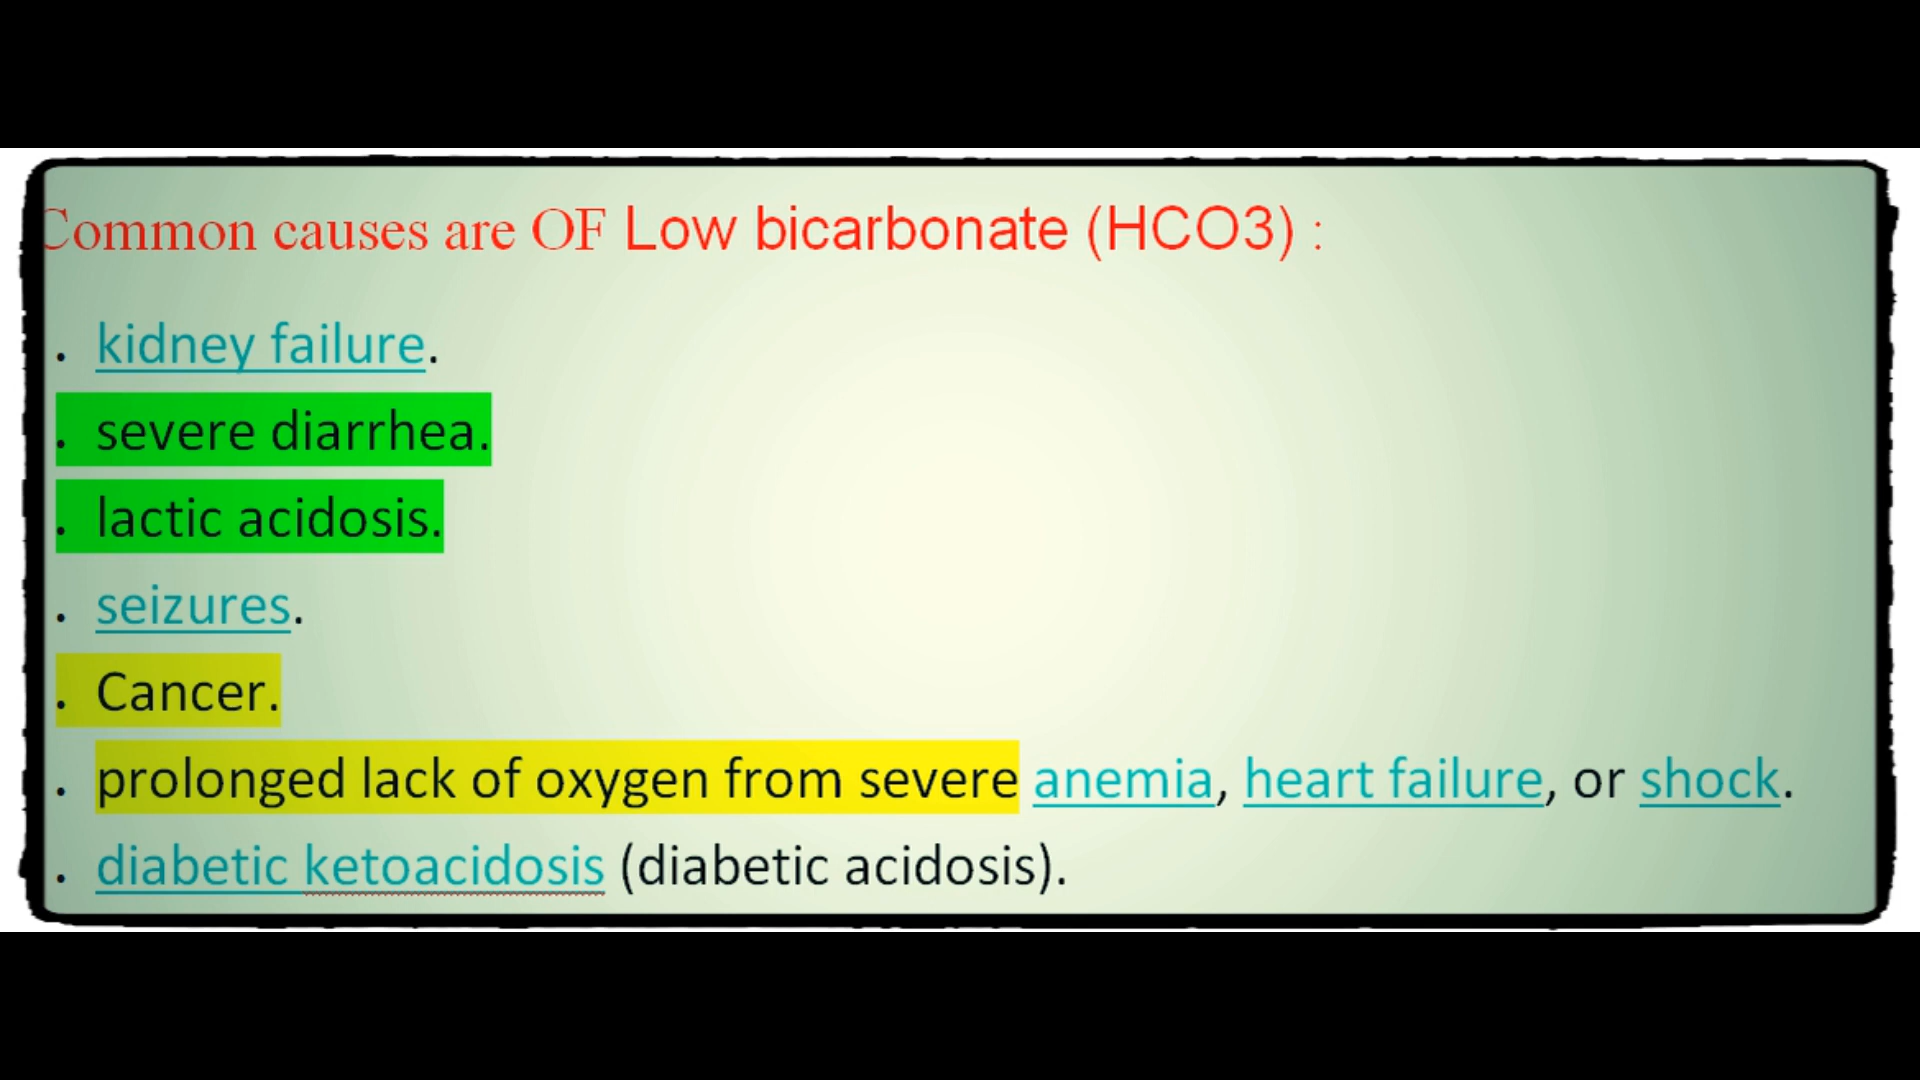 Common causes are OF Low bicarbonate (HCO3) :
. kidney failure.
. severe diarrhea.
. lactic acidosis.
. seizures.
. Cancer.
. prolonged lack of oxygen from severe anemia, heart failure, or shock.
. diabetic ketoacidosis (diabetic acidosis).